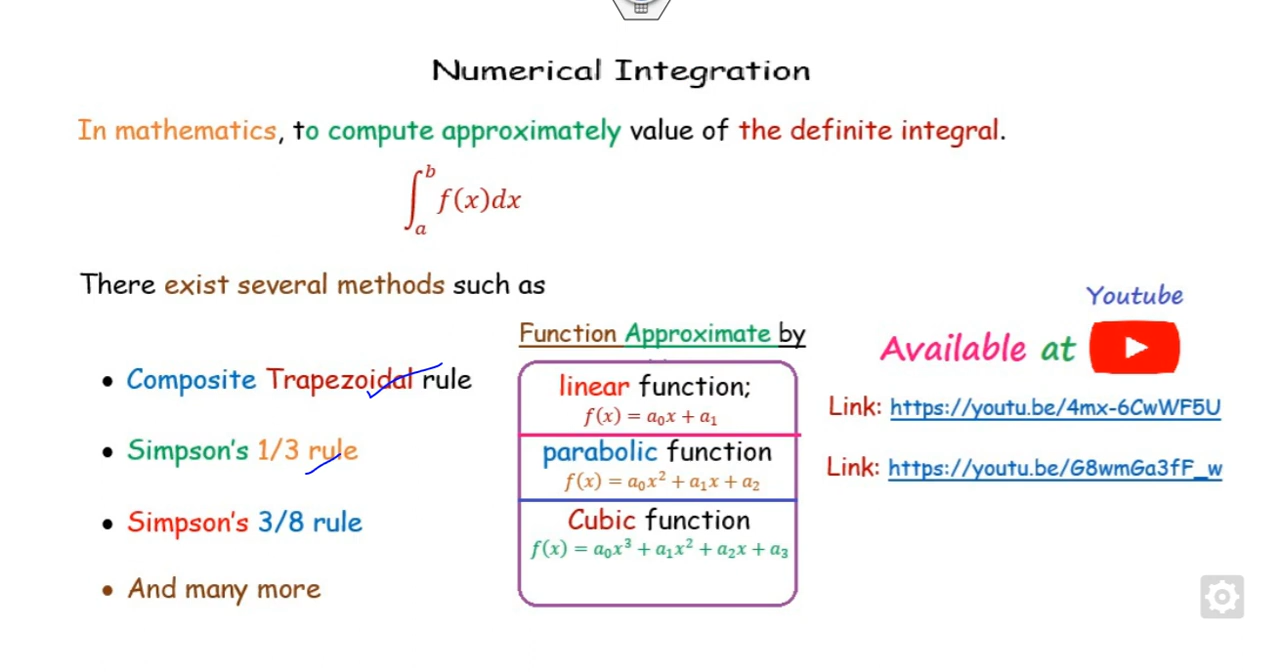 Numerical Integration
In mathematics, to compute approximately value of the definite integral.
∫_a^b f(x)dx
There exist several methods such as
Youtube
Function Approximate by
Available at
• Composite Trapezoidal rule
linear function;
f(x) = a₀x + a₁
Link: https://youtu.be/4mx-6CwWF5U
• Simpson's 1/3 rule
parabolic function
f(x) = a₀x² + a₁x + a₂
Link: https://youtu.be/G8wmGa3fF_w
• Simpson's 3/8 rule
Cubic function
f(x) = a₀x³ + a₁x² + a₂x + a₃
• And many more